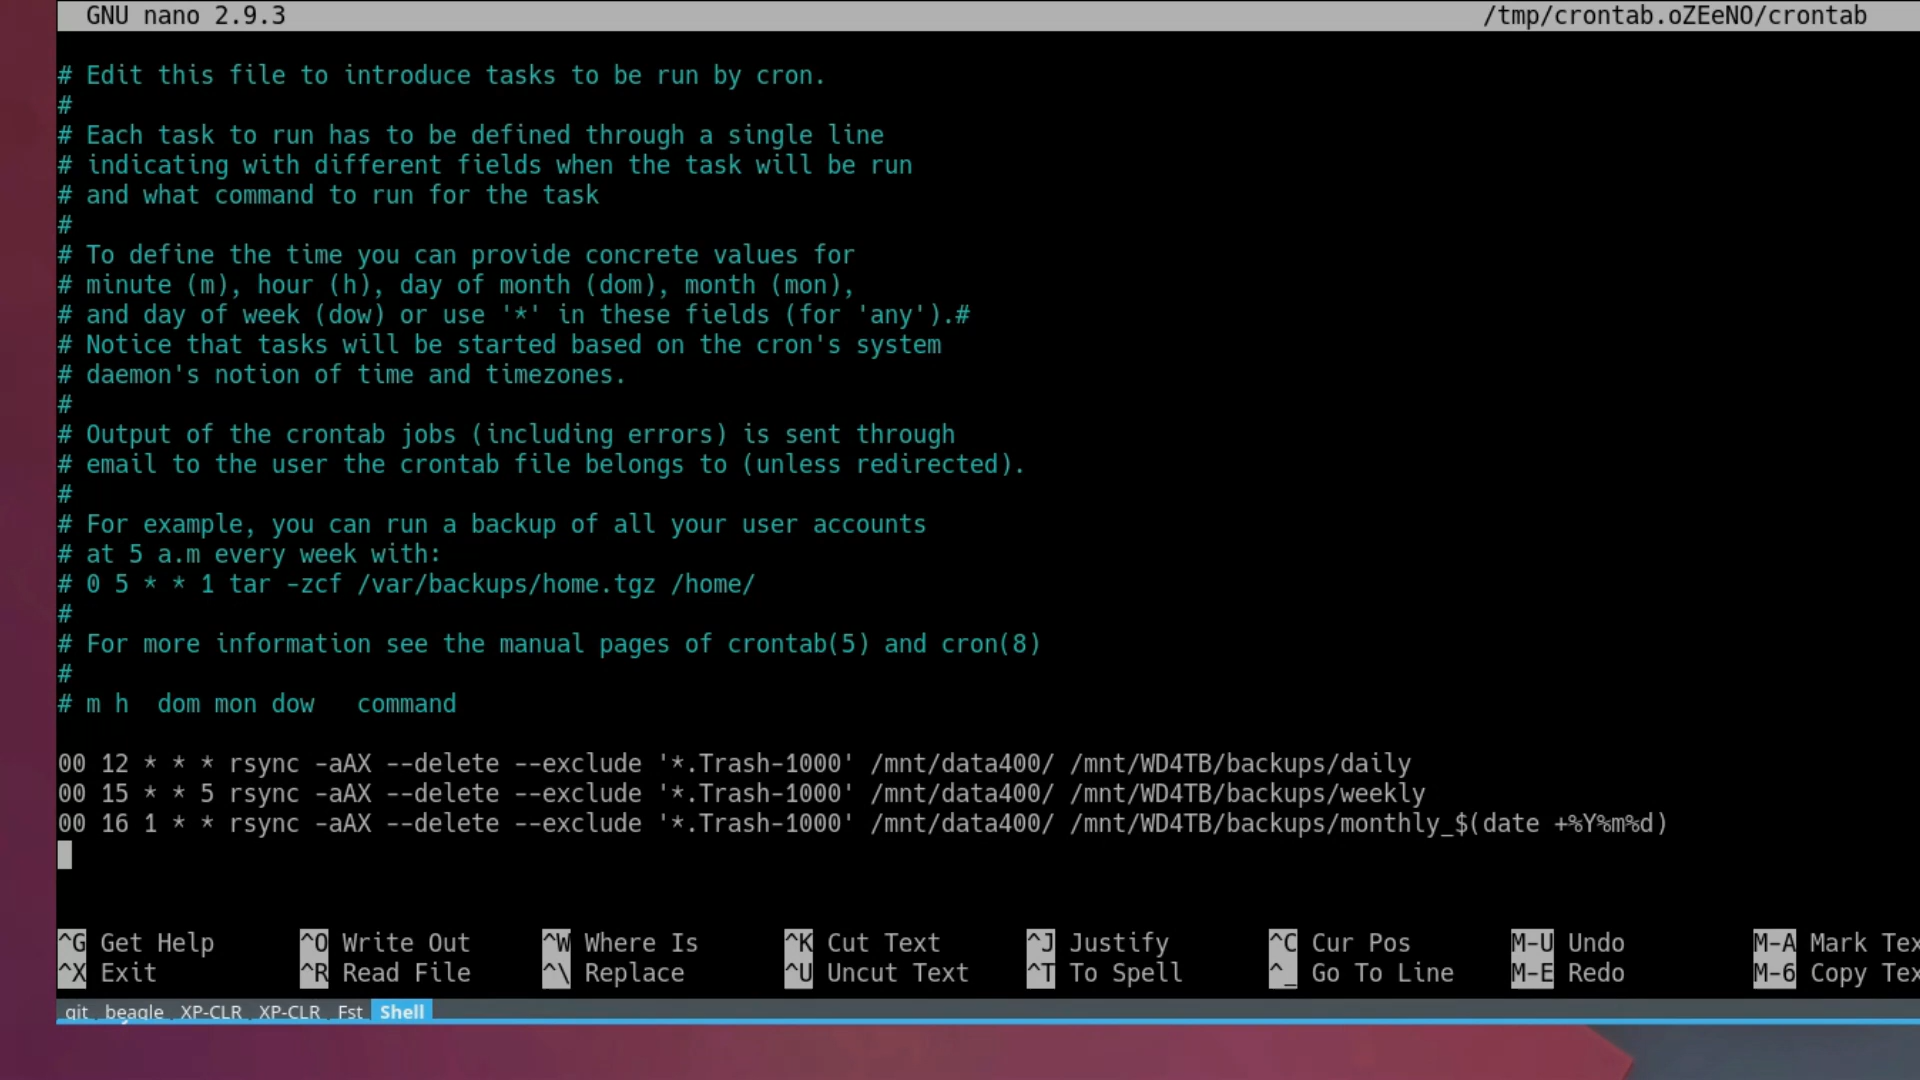 GNU nano 2.9.3 /tmp/crontab.oZEeNO/crontab
# Edit this file to introduce tasks to be run by cron.
#
# Each task to run has to be defined through a single line
# indicating with different fields when the task will be run
# and what command to run for the task
#
# To define the time you can provide concrete values for
# minute (m), hour (h), day of month (dom), month (mon),
# and day of week (dow) or use '*' in these fields (for 'any').#
# Notice that tasks will be started based on the cron's system
# daemon's notion of time and timezones.
#
# Output of the crontab jobs (including errors) is sent through
# email to the user the crontab file belongs to (unless redirected).
#
# For example, you can run a backup of all your user accounts
# at 5 a.m every week with:
# 0 5 * * 1 tar -zcf /var/backups/home.tgz /home/
#
# For more information see the manual pages of crontab(5) and cron(8)
#
# m h  dom mon dow   command
00 12 * * * rsync -aAX --delete --exclude '*.Trash-1000' /mnt/data400/ /mnt/WD4TB/backups/daily
00 15 * * 5 rsync -aAX --delete --exclude '*.Trash-1000' /mnt/data400/ /mnt/WD4TB/backups/weekly
00 16 1 * * rsync -aAX --delete --exclude '*.Trash-1000' /mnt/data400/ /mnt/WD4TB/backups/monthly_$(date +%Y%m%d)
^G Get Help ^O Write Out ^W Where Is ^K Cut Text ^J Justify ^C Cur Pos M-U Undo M-A Mark Tex
^X Exit ^R Read File ^\ Replace ^U Uncut Text ^T To Spell ^_ Go To Line M-E Redo M-6 Copy Tex
git beagle XP-CLR XP-CLR Fst Shell